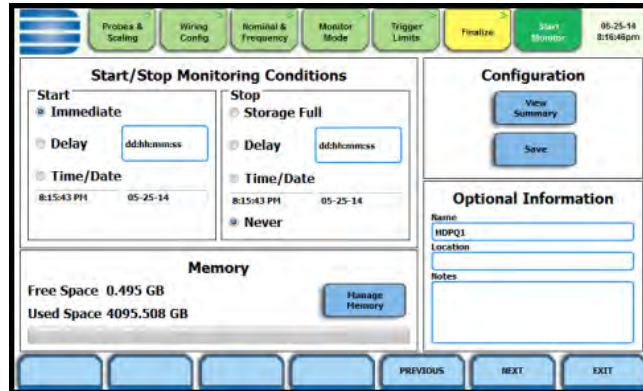 Probes & Scaling
Wiring Config
Nominal & Frequency
Monitor Mode
Trigger Limits
Finalize
Start Monitor
05-25-14
8:16:46pm
Start/Stop Monitoring Conditions
Start
Immediate
Delay
dd:hh:mm:ss
Time/Date
8:15:43 PM 05-25-14
Stop
Storage Full
Delay
dd:hh:mm:ss
Time/Date
8:15:43 PM 05-25-14
Never
Configuration
View Summary
Save
Memory
Free Space 0.495 GB
Used Space 4095.508 GB
Manage Memory
Optional Information
Name
HDPQ1
Location
Notes
PREVIOUS
NEXT
EXIT